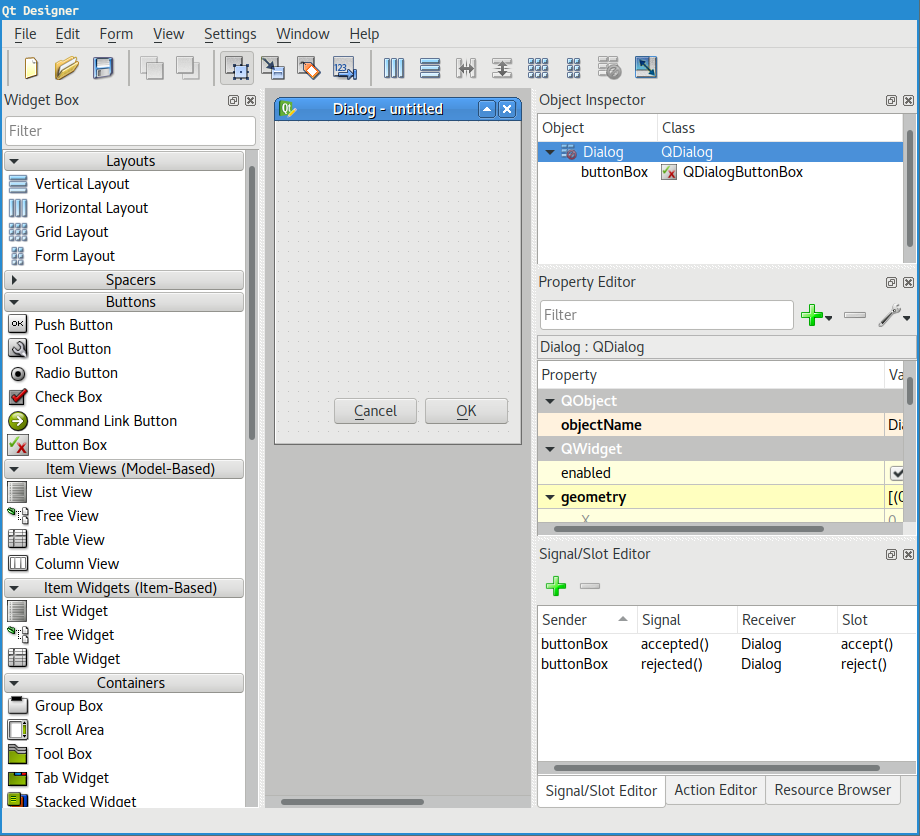 Qt Designer
File Edit Form View Settings Window Help
123
Widget Box
Filter
Layouts
Vertical Layout
Horizontal Layout
Grid Layout
Form Layout
Spacers
Buttons
OK Push Button
Tool Button
Radio Button
Check Box
Command Link Button
Button Box
Item Views (Model-Based)
List View
Tree View
Table View
Column View
Item Widgets (Item-Based)
List Widget
Tree Widget
Table Widget
Containers
Group Box
Scroll Area
Tool Box
Tab Widget
Stacked Widget
Qt Dialog - untitled
Cancel OK
Object Inspector
Object Class
Dialog QDialog
buttonBox QDialogButtonBox
Property Editor
Filter
Dialog : QDialog
Property Va
QObject
objectName Dia
QWidget
enabled
geometry [(0
X 0
Signal/Slot Editor
Sender Signal Receiver Slot
buttonBox accepted() Dialog accept()
buttonBox rejected() Dialog reject()
Signal/Slot Editor Action Editor Resource Browser